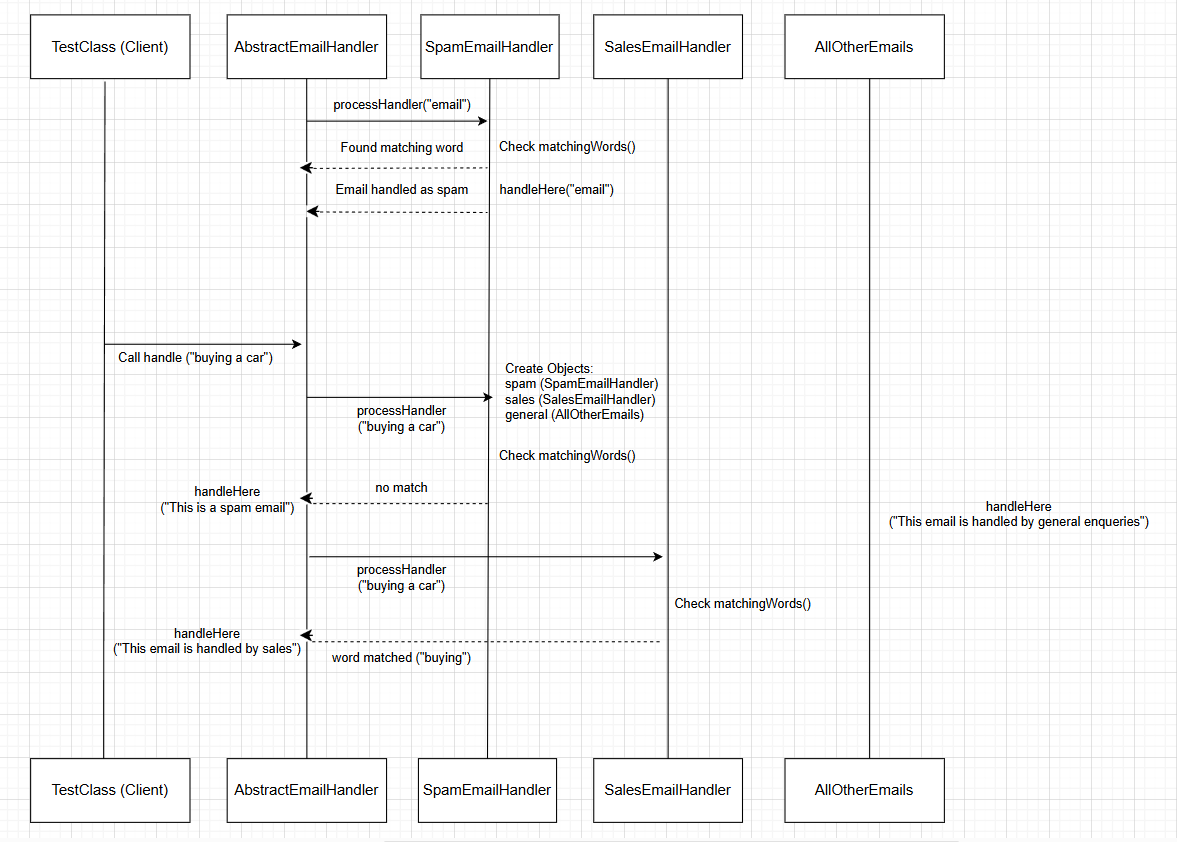 TestClass (Client)
AbstractEmailHandler
SpamEmailHandler
SalesEmailHandler
AllOtherEmails
processHandler("email")
Found matching word
Check matchingWords()
Email handled as spam
handleHere("email")
Call handle ("buying a car")
Create Objects:
spam (SpamEmailHandler)
sales (SalesEmailHandler)
general (AllOtherEmails)
processHandler
("buying a car")
Check matchingWords()
no match
handleHere
("This is a spam email")
handleHere
("This email is handled by general enqueries")
processHandler
("buying a car")
Check matchingWords()
handleHere
("This email is handled by sales")
word matched ("buying")
TestClass (Client)
AbstractEmailHandler
SpamEmailHandler
SalesEmailHandler
AllOtherEmails